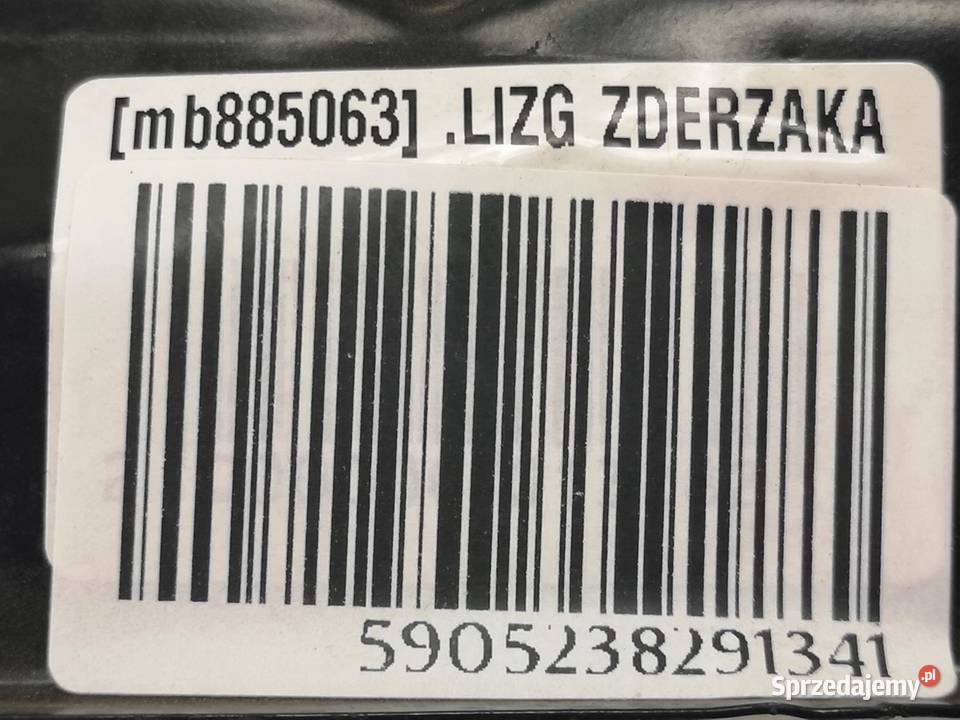 [mb885063] .LIZG ZDERZAKA
5905238291341
Sprzedajemy.pl